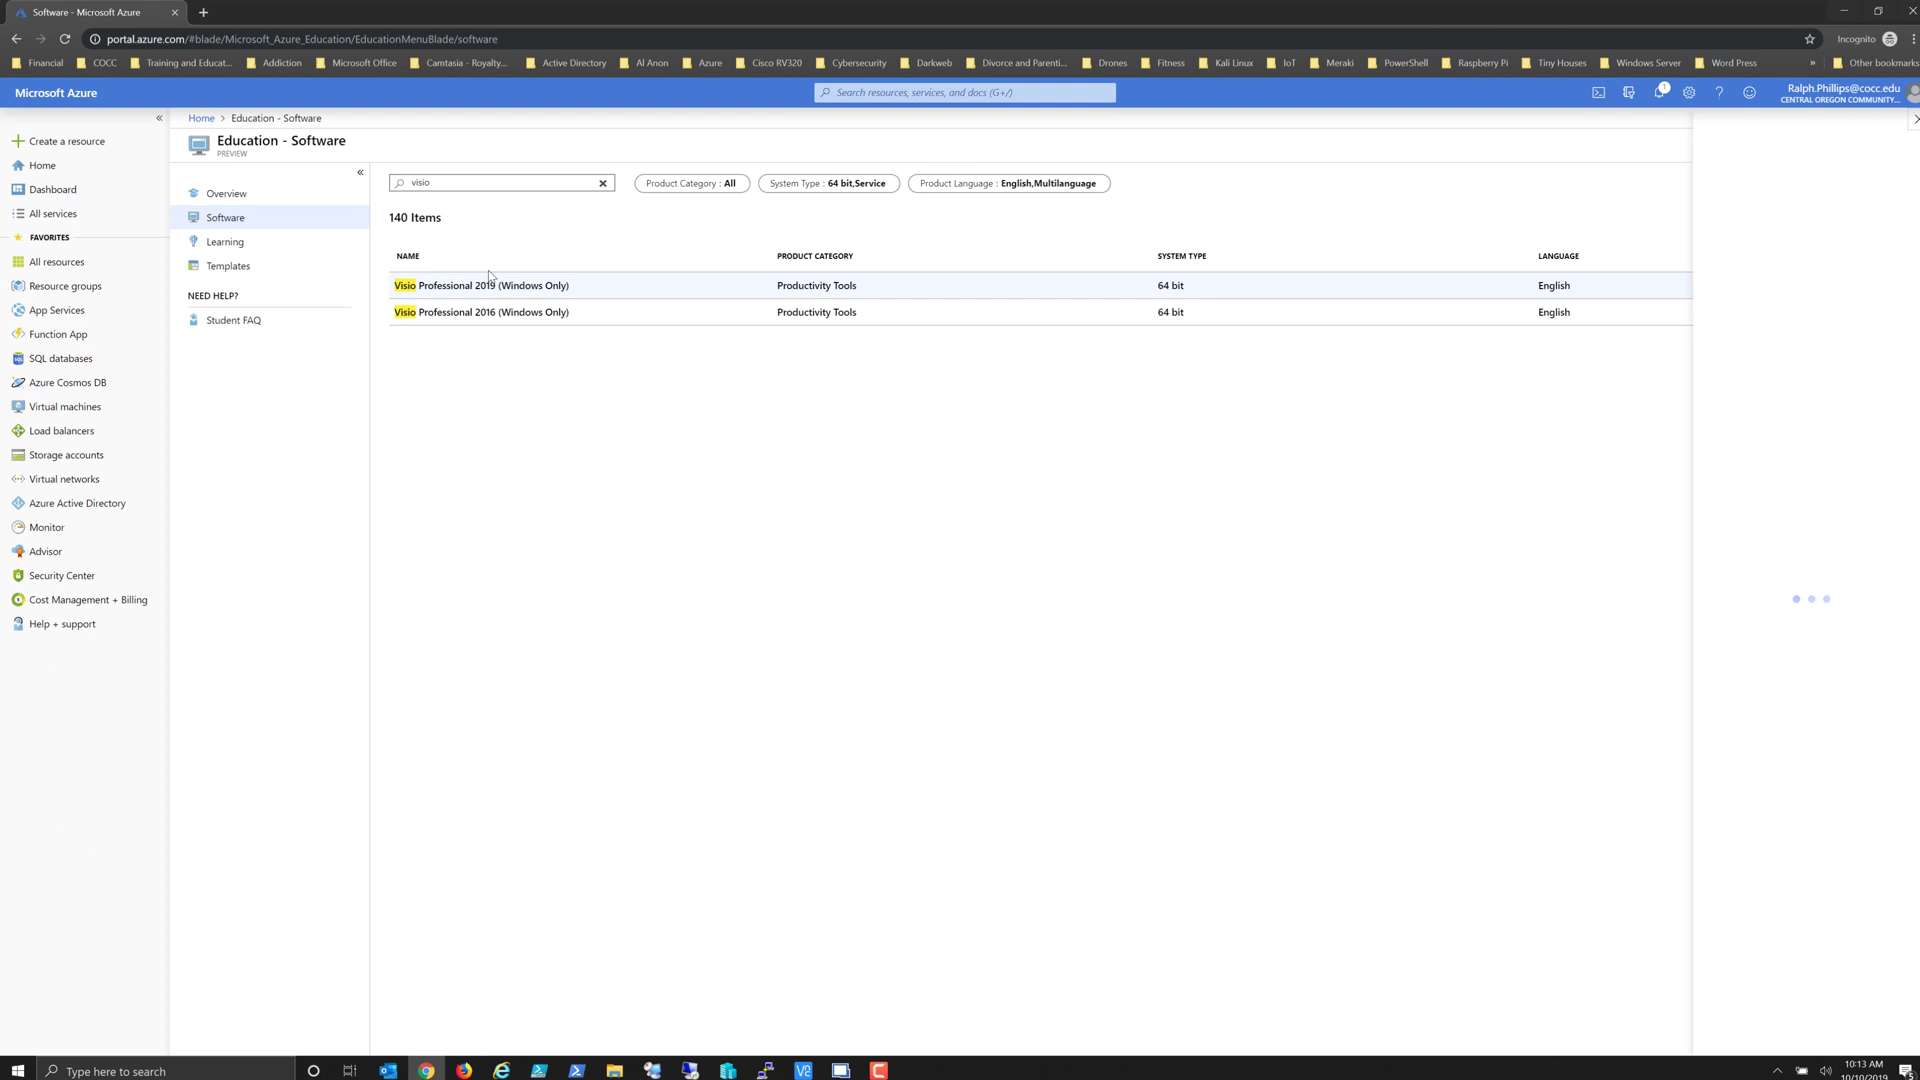 Software - Microsoft Azure
portal.azure.com/#blade/Microsoft_Azure_Education/EducationMenuBlade/software
Incognito
Financial COCC Training and Educat... Addiction Microsoft Office Camtasia - Royalty... Active Directory Al Anon Azure Cisco RV320 Cybersecurity Darkweb Divorce and Parenti... Drones Fitness Kali Linux IoT Meraki PowerShell Raspberry Pi Tiny Houses Windows Server Word Press » Other bookmarks
Microsoft Azure
Search resources, services, and docs (G+/)
1
Ralph.Phillips@cocc.edu
CENTRAL OREGON COMMUNITY...
Create a resource
Home
Dashboard
All services
FAVORITES
All resources
Resource groups
App Services
Function App
SQL databases
Azure Cosmos DB
Virtual machines
Load balancers
Storage accounts
Virtual networks
Azure Active Directory
Monitor
Advisor
Security Center
Cost Management + Billing
Help + support
Home > Education - Software
Education - Software
PREVIEW
Overview
Software
Learning
Templates
NEED HELP?
Student FAQ
visio
Product Category : All
System Type : 64 bit,Service
Product Language : English,Multilanguage
140 Items
NAME PRODUCT CATEGORY SYSTEM TYPE LANGUAGE
Visio Professional 2019 (Windows Only) Productivity Tools 64 bit English
Visio Professional 2016 (Windows Only) Productivity Tools 64 bit English
Type here to search
10:13 AM
10/10/2019